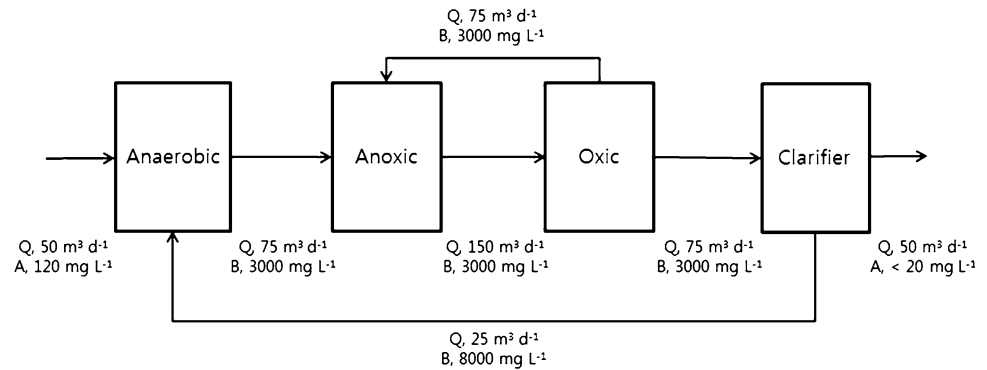 Q, 75 m³ d⁻¹
B, 3000 mg L⁻¹
Anaerobic
Anoxic
Oxic
Clarifier
Q, 50 m³ d⁻¹
A, 120 mg L⁻¹
Q, 75 m³ d⁻¹
B, 3000 mg L⁻¹
Q, 150 m³ d⁻¹
B, 3000 mg L⁻¹
Q, 75 m³ d⁻¹
B, 3000 mg L⁻¹
Q, 50 m³ d⁻¹
A, < 20 mg L⁻¹
Q, 25 m³ d⁻¹
B, 8000 mg L⁻¹